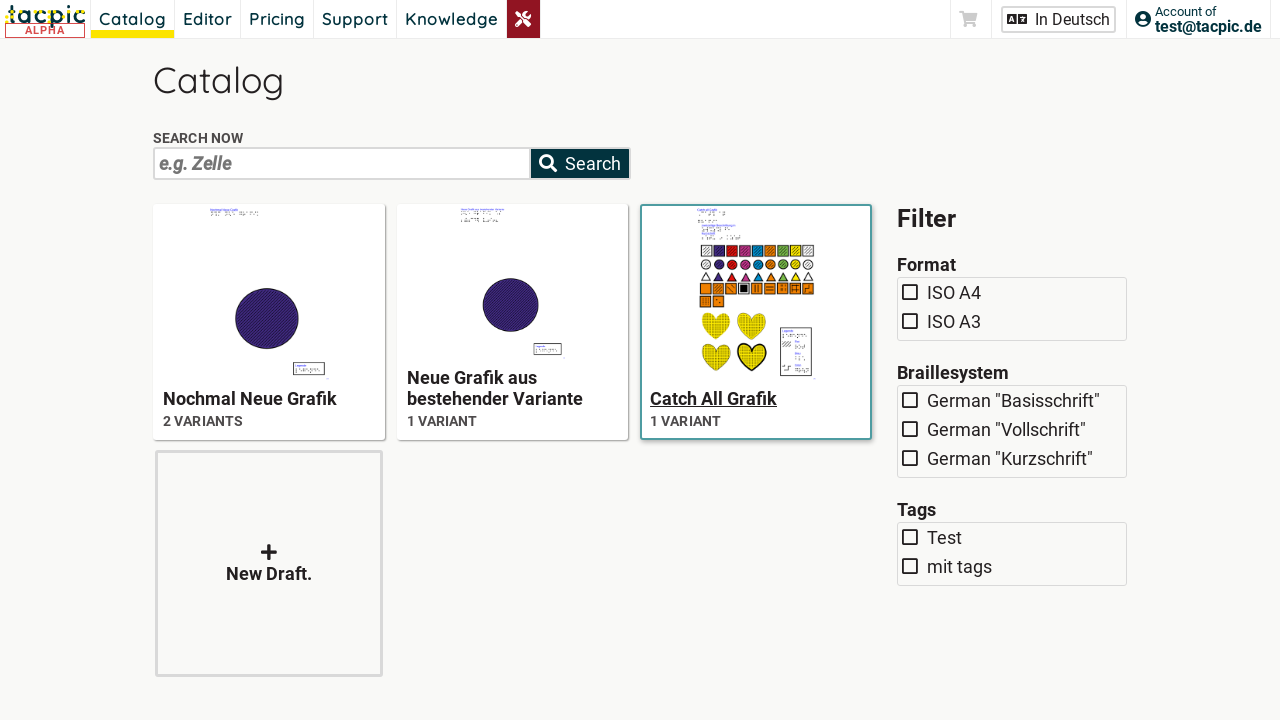 tacpic
ALPHA
Catalog
Editor
Pricing
Support
Knowledge
In Deutsch
Account of
test@tacpic.de
Catalog
SEARCH NOW
e.g. Zelle
Search
Nochmal Neue Grafik
2 VARIANTS
Neue Grafik aus
bestehender Variante
1 VARIANT
Catch All Grafik
1 VARIANT
New Draft.
Filter
Format
ISO A4
ISO A3
Braillesystem
German "Basisschrift"
German "Vollschrift"
German "Kurzschrift"
Tags
Test
mit tags